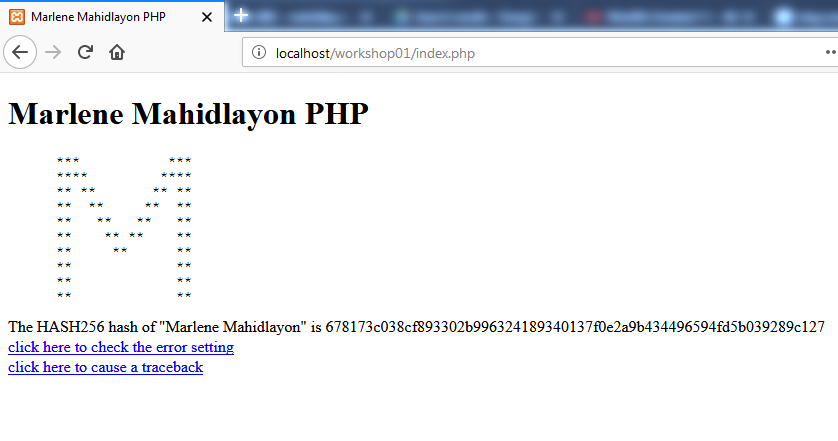 Marlene Mahidlayon PHP
localhost/workshop01/index.php
Marlene Mahidlayon PHP
***           ***
****         ****
** **       ** **
**  **     **  **
**   **   **   **
**    ** **    **
**     **      **
**             **
**             **
**             **
The HASH256 hash of "Marlene Mahidlayon" is 678173c038cf893302b996324189340137f0e2a9b434496594fd5b039289c127
click here to check the error setting
click here to cause a traceback